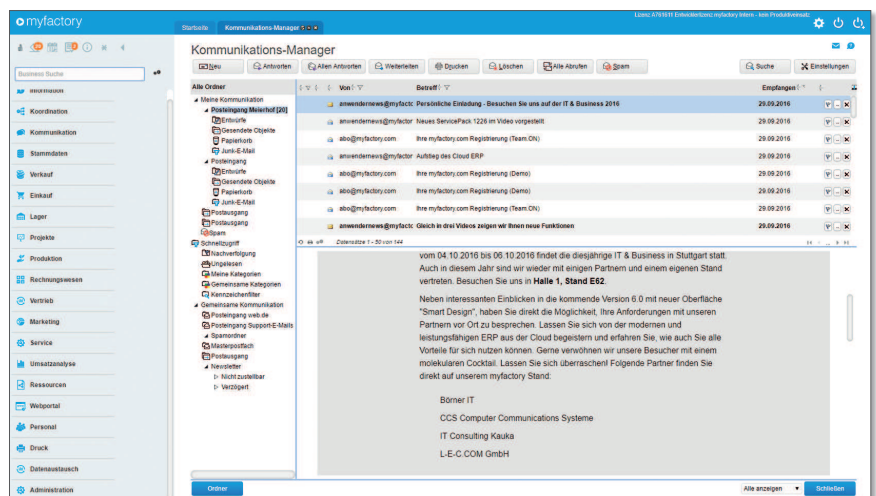 myfactory
Lizenz A761611 Entwicklerlizenz myfactory intern - kein Produktiveinsatz
Startseite
Kommunikations-Manager
Business Suche
Kommunikations-Manager
Neu
Antworten
Allen Antworten
Weiterleiten
Drucken
Löschen
Alle Abrufen
Spam
Suche
Einstellungen
Information
Koordination
Kommunikation
Stammdaten
Verkauf
Einkauf
Lager
Projekte
Produktion
Rechnungswesen
Vertrieb
Marketing
Service
Umsatzanalyse
Ressourcen
Webportal
Personal
Druck
Datenaustausch
Administration
Alle Ordner
Meine Kommunikation
Posteingang Meierhof [20]
Entwürfe
Gesendete Objekte
Papierkorb
Junk-E-Mail
Posteingang
Entwürfe
Gesendete Objekte
Papierkorb
Junk-E-Mail
Postausgang
Postausgang
Spam
Schnellzugriff
Nachverfolgung
Ungelesen
Meine Kategorien
Gemeinsame Kategorien
Kennzeichenfilter
Gemeinsame Kommunikation
Posteingang web.de
Posteingang Support-E-Mails
Spamordner
Masterpostfach
Postausgang
Newsletter
Nicht zustellbar
Verzögert
Ordner
Von Betreff Empfangen
anwendernews@myfactc Persönliche Einladung - Besuchen Sie uns auf der IT & Business 2016 29.09.2016
anwendernews@myfactor Neues ServicePack 1226 im Video vorgestellt 29.09.2016
abo@myfactory.com Ihre myfactory.com Registrierung (Team.ON) 29.09.2016
anwendernews@myfactor Aufstieg des Cloud ERP 29.09.2016
abo@myfactory.com Ihre myfactory.com Registrierung (Demo) 29.09.2016
abo@myfactory.com Ihre myfactory.com Registrierung (Demo) 29.09.2016
abo@myfactory.com Ihre myfactory.com Registrierung (Team.ON) 29.09.2016
anwendernews@myfactc Gleich in drei Videos zeigen wir Ihnen neue Funktionen 29.09.2016
Datensätze 1 - 50 von 144
vom 04.10.2016 bis 06.10.2016 findet die diesjährige IT & Business in Stuttgart statt.
Auch in diesem Jahr sind wir wieder mit einigen Partnern und einem eigenen Stand
vertreten. Besuchen Sie uns in Halle 1, Stand E62.
Neben interessanten Einblicken in die kommende Version 6.0 mit neuer Oberfläche
"Smart Design", haben Sie direkt die Möglichkeit, Ihre Anforderungen mit unseren
Partnern vor Ort zu besprechen. Lassen Sie sich von der modernen und
leistungsfähigen ERP aus der Cloud begeistern und erfahren Sie, wie auch Sie alle
Vorteile für sich nutzen können. Gerne verwöhnen wir unsere Besucher mit einem
molekularen Cocktail. Lassen Sie sich überraschen! Folgende Partner finden Sie
direkt auf unserem myfactory Stand:
Börner IT
CCS Computer Communications Systeme
IT Consulting Kauka
L-E-C.COM GmbH
Alle anzeigen
Schließen